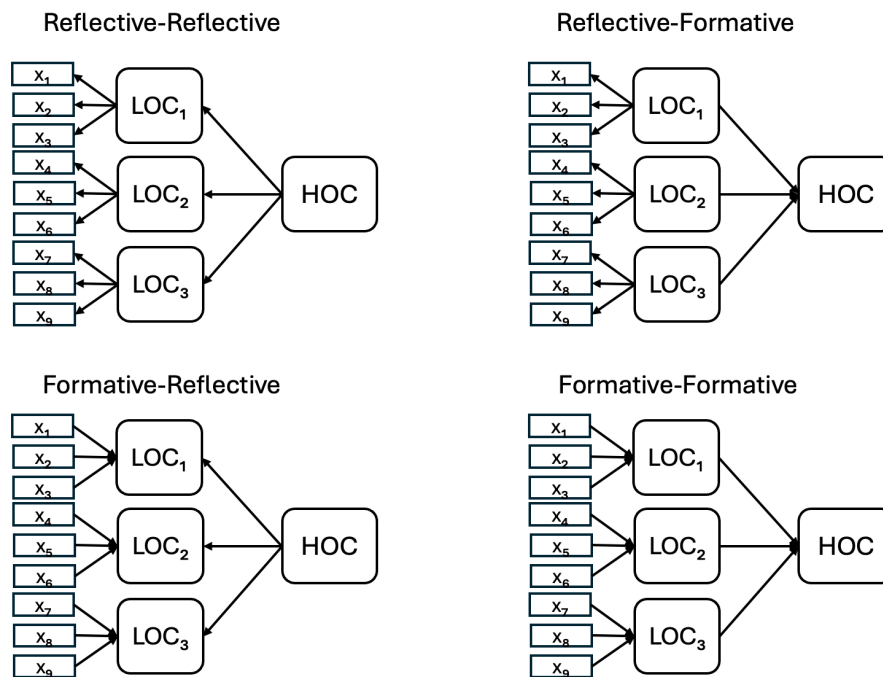 Reflective-Reflective
x₁
x₂
x₃
x₄
x₅
x₆
x₇
x₈
x₉
LOC₁
LOC₂
LOC₃
HOC
Reflective-Formative
x₁
x₂
x₃
x₄
x₅
x₆
x₇
x₈
x₉
LOC₁
LOC₂
LOC₃
HOC
Formative-Reflective
x₁
x₂
x₃
x₄
x₅
x₆
x₇
x₈
x₉
LOC₁
LOC₂
LOC₃
HOC
Formative-Formative
x₁
x₂
x₃
x₄
x₅
x₆
x₇
x₈
x₉
LOC₁
LOC₂
LOC₃
HOC